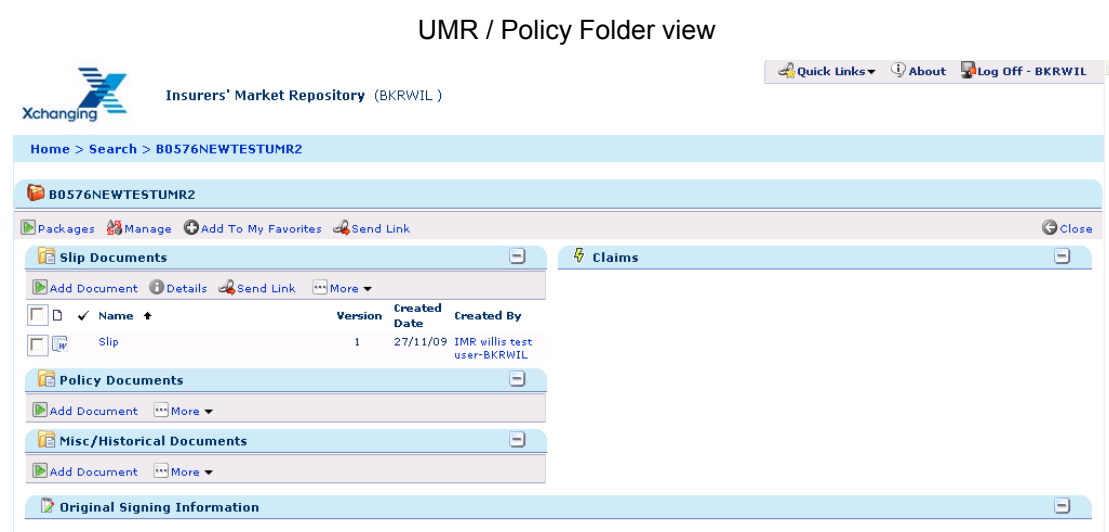 UMR / Policy Folder view
Quick Links About Log Off - BKRWIL
Xchanging
Insurers' Market Repository (BKRWIL )
Home > Search > B0576NEWTESTUMR2
B0576NEWTESTUMR2
Packages Manage Add To My Favorites Send Link Close
Slip Documents
Claims
Add Document Details Send Link More
Name Version Created Date Created By
Slip 1 27/11/09 IMR willis test user-BKRWIL
Policy Documents
Add Document More
Misc/Historical Documents
Add Document More
Original Signing Information